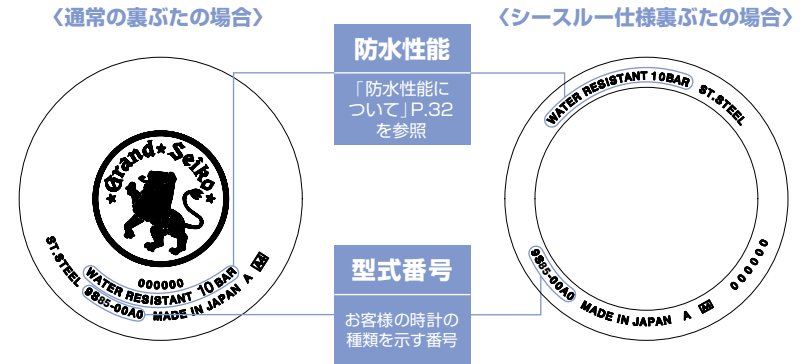 〈通常の裏ぶたの場合〉
〈シースルー仕様裏ぶたの場合〉
防水性能
「防水性能に
ついて」P.32
を参照
WATER RESISTANT 10BAR ST.STEEL
Grand Seiko
000000
WATER RESISTANT 10 BAR
ST.STEEL 9S85-00A0 MADE IN JAPAN A
型式番号
お客様の時計の
種類を示す番号
9S85-00A0 MADE IN JAPAN A
000000